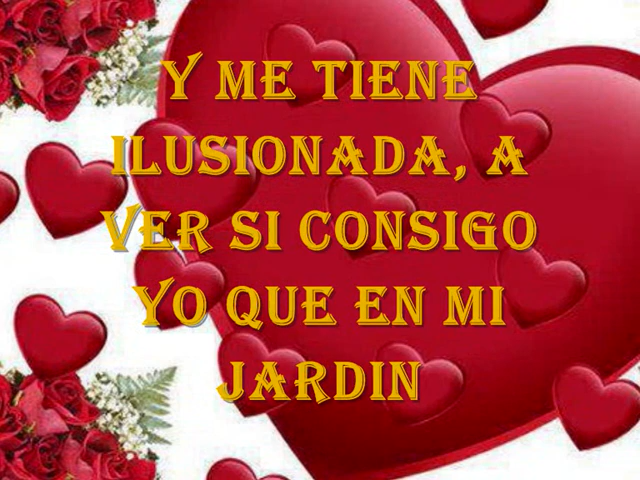 Y ME TIENE
ILUSIONADA, A
VER SI CONSIGO
YO QUE EN MI
JARDIN